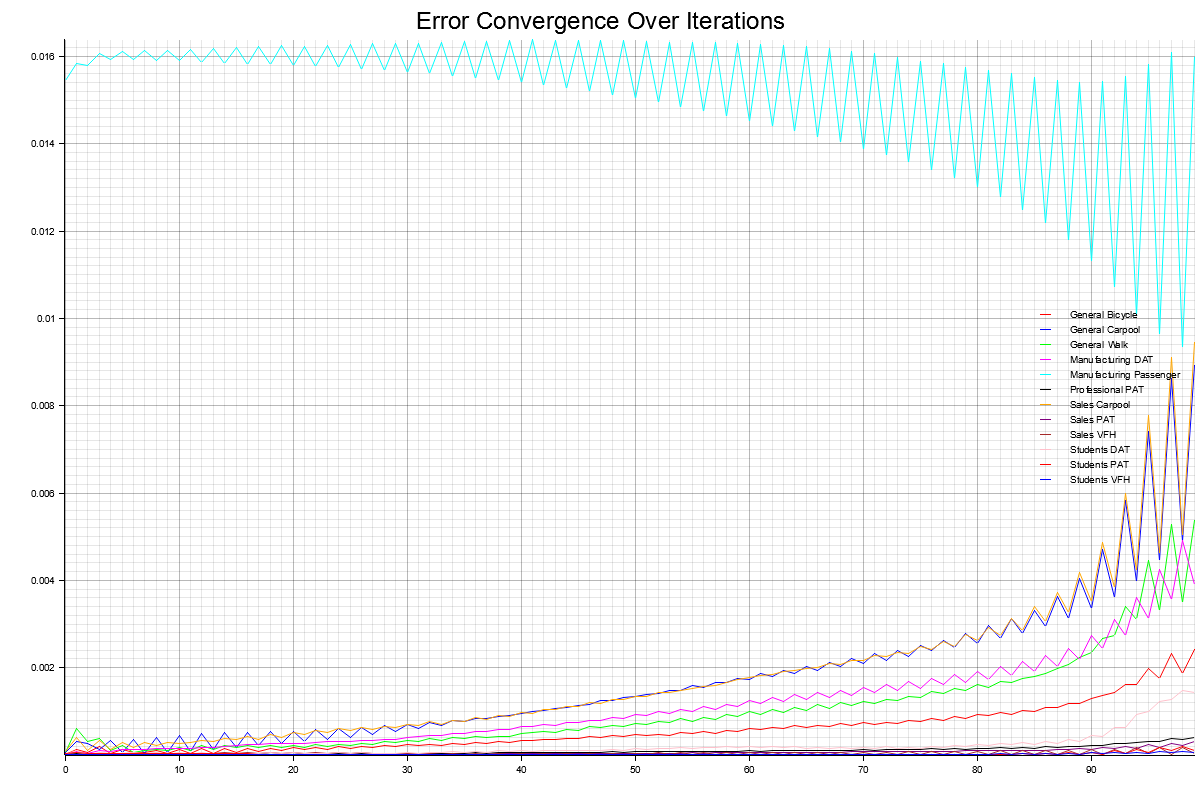 Error Convergence Over Iterations
0.016
0.014
0.012
0.01
0.008
0.006
0.004
0.002
General Bicycle
General Carpool
General Walk
Manufacturing DAT
Manufacturing Passenger
Professional PAT
Sales Carpool
Sales PAT
Sales VFH
Students DAT
Students PAT
Students VFH
0 10 20 30 40 50 60 70 80 90